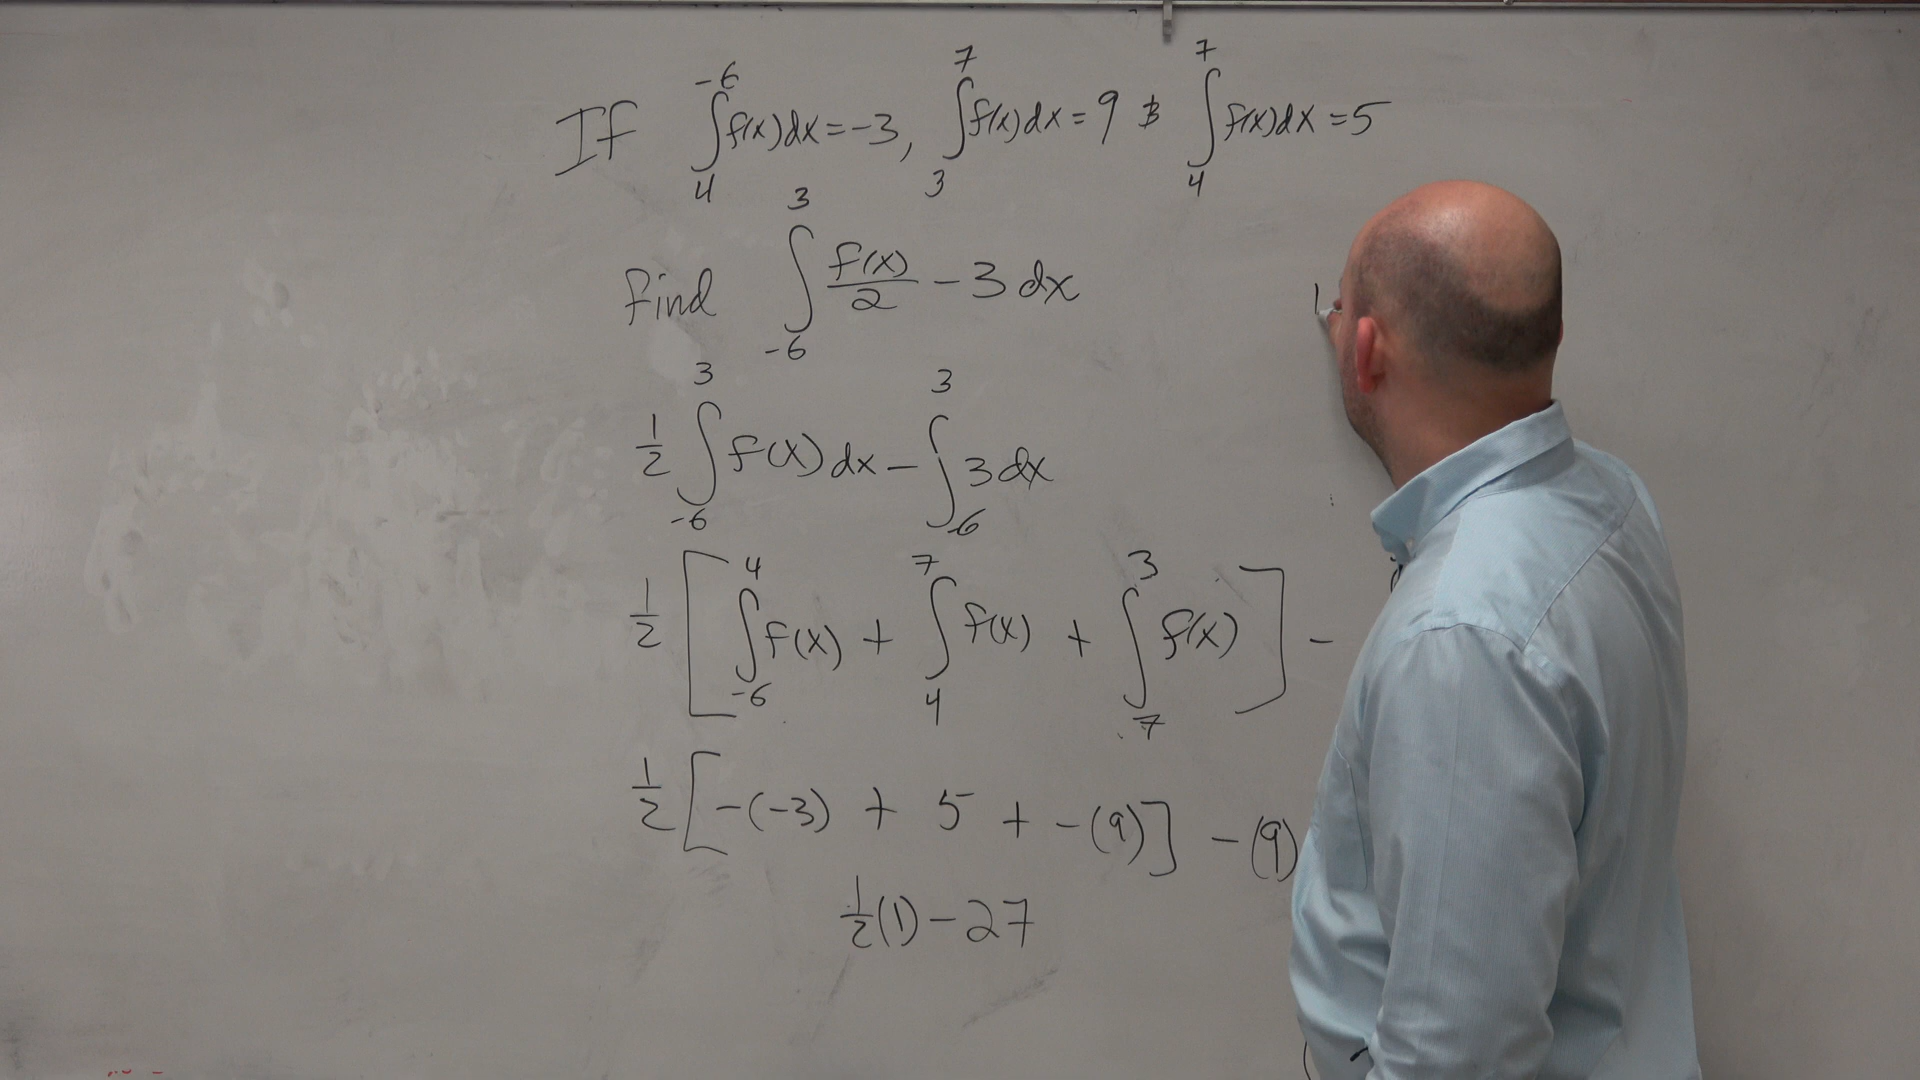 If ∫_4^{-6} f(x)dx = -3, ∫_3^7 f(x)dx = 9 & ∫_4^7 f(x)dx = 5
find ∫_{-6}^3 f(x)/2 - 3 dx
1/2 ∫_{-6}^3 f(x) dx - ∫_{-6}^3 3 dx
1/2 [ ∫_{-6}^4 f(x) + ∫_4^7 f(x) + ∫_7^3 f(x) ] -
1/2 [ -(-3) + 5 + -(9) ] - (9)
1/2 (1) - 27